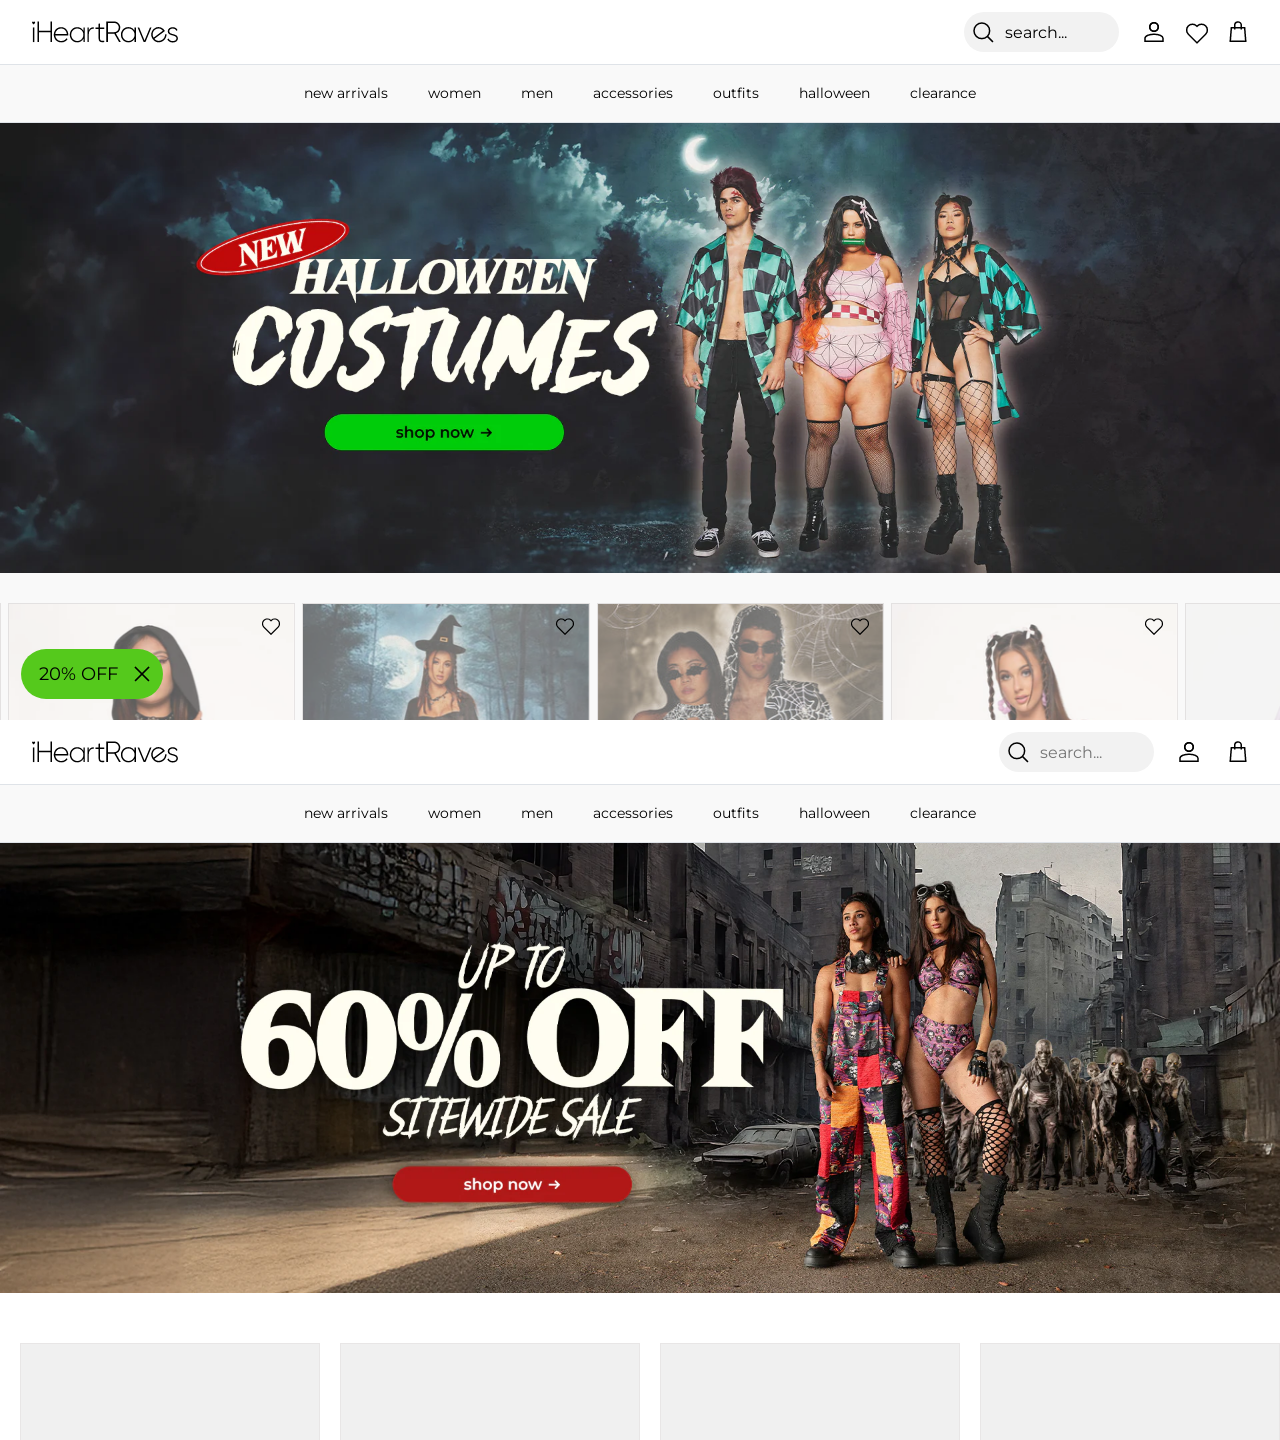 iHeartRaves
search...
new arrivals women men accessories outfits halloween clearance
NEW
HALLOWEEN
COSTUMES
shop now →
20% OFF
iHeartRaves
search...
new arrivals women men accessories outfits halloween clearance
UP TO
60% OFF
SITEWIDE SALE
shop now →